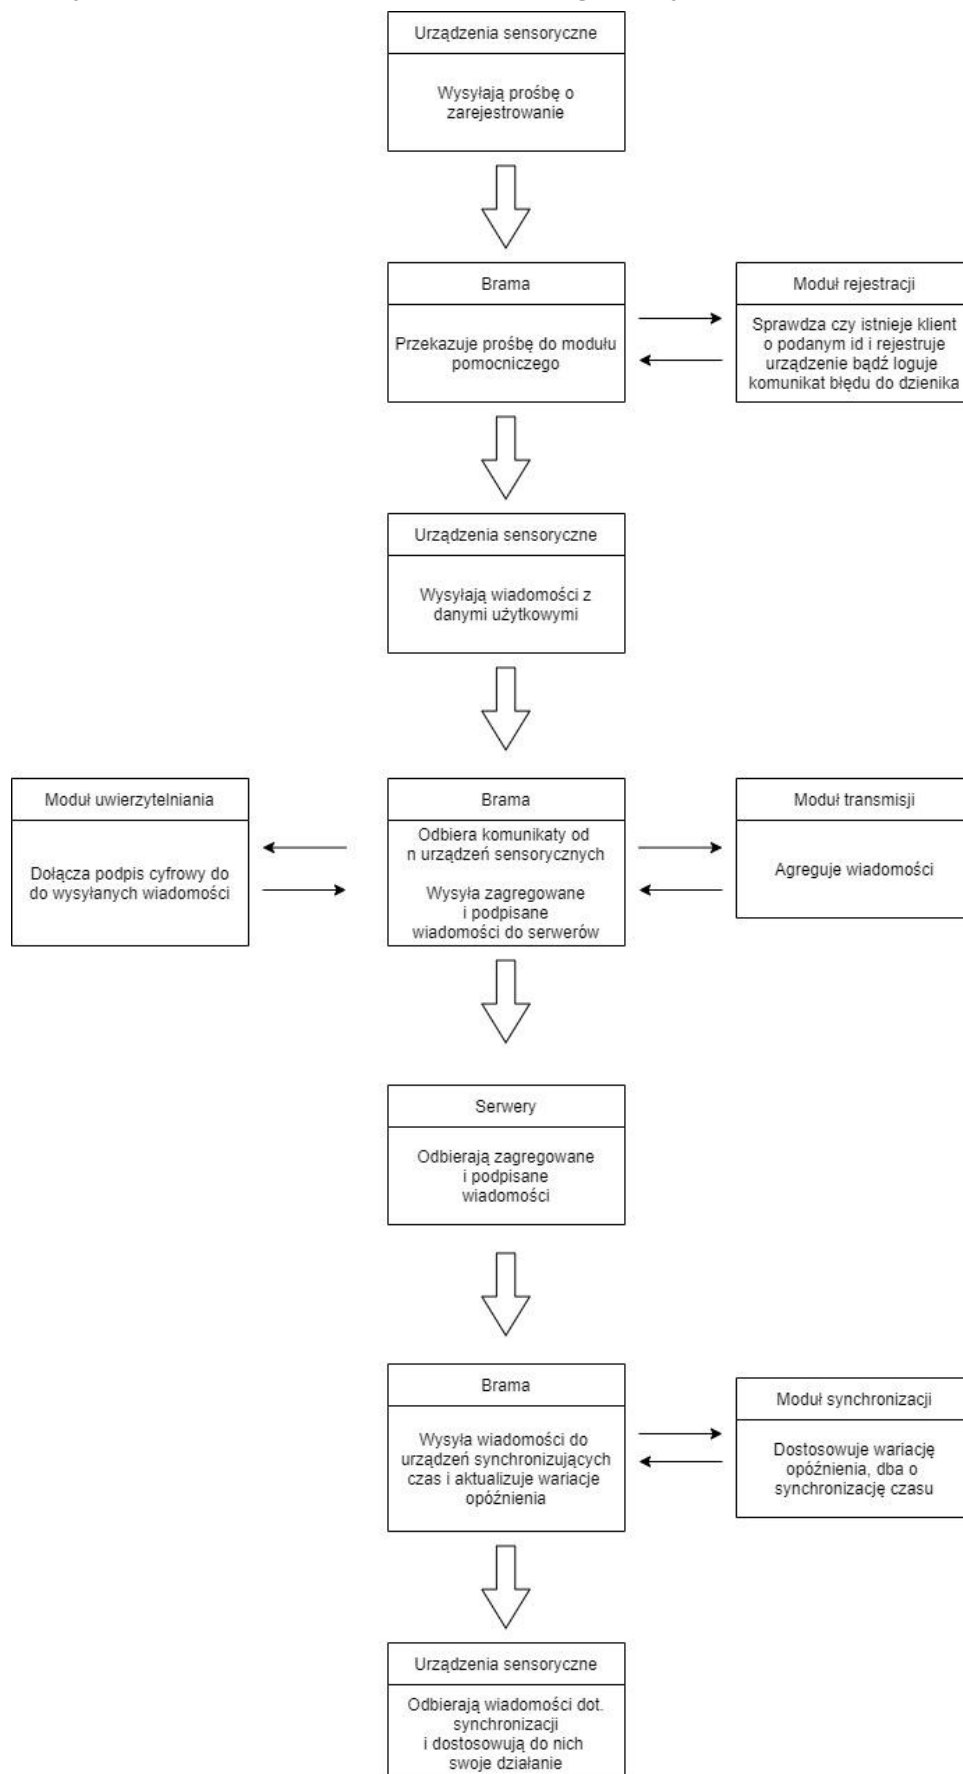 Urządzenia sensoryczne
Wysyłają prośbę o
zarejestrowanie
Brama
Przekazuje prośbę do modułu
pomocniczego
Moduł rejestracji
Sprawdza czy istnieje klient
o podanym id i rejestruje
urządzenie bądź loguje
komunikat błędu do dzienika
Urządzenia sensoryczne
Wysyłają wiadomości z
danymi użytkowymi
Moduł uwierzytelniania
Dołącza podpis cyfrowy do
do wysyłanych wiadomości
Brama
Odbiera komunikaty od
n urządzeń sensorycznych
Wysyła zagregowane
i podpisane
wiadomości do serwerów
Moduł transmisji
Agreguje wiadomości
Serwery
Odbierają zagregowane
i podpisane
wiadomości
Brama
Wysyła wiadomości do
urządzeń synchronizujących
czas i aktualizuje wariacje
opóźnienia
Moduł synchronizacji
Dostosowuje wariację
opóźnienia, dba o
synchronizację czasu
Urządzenia sensoryczne
Odbierają wiadomości dot.
synchronizacji
i dostosowują do nich
swoje działanie